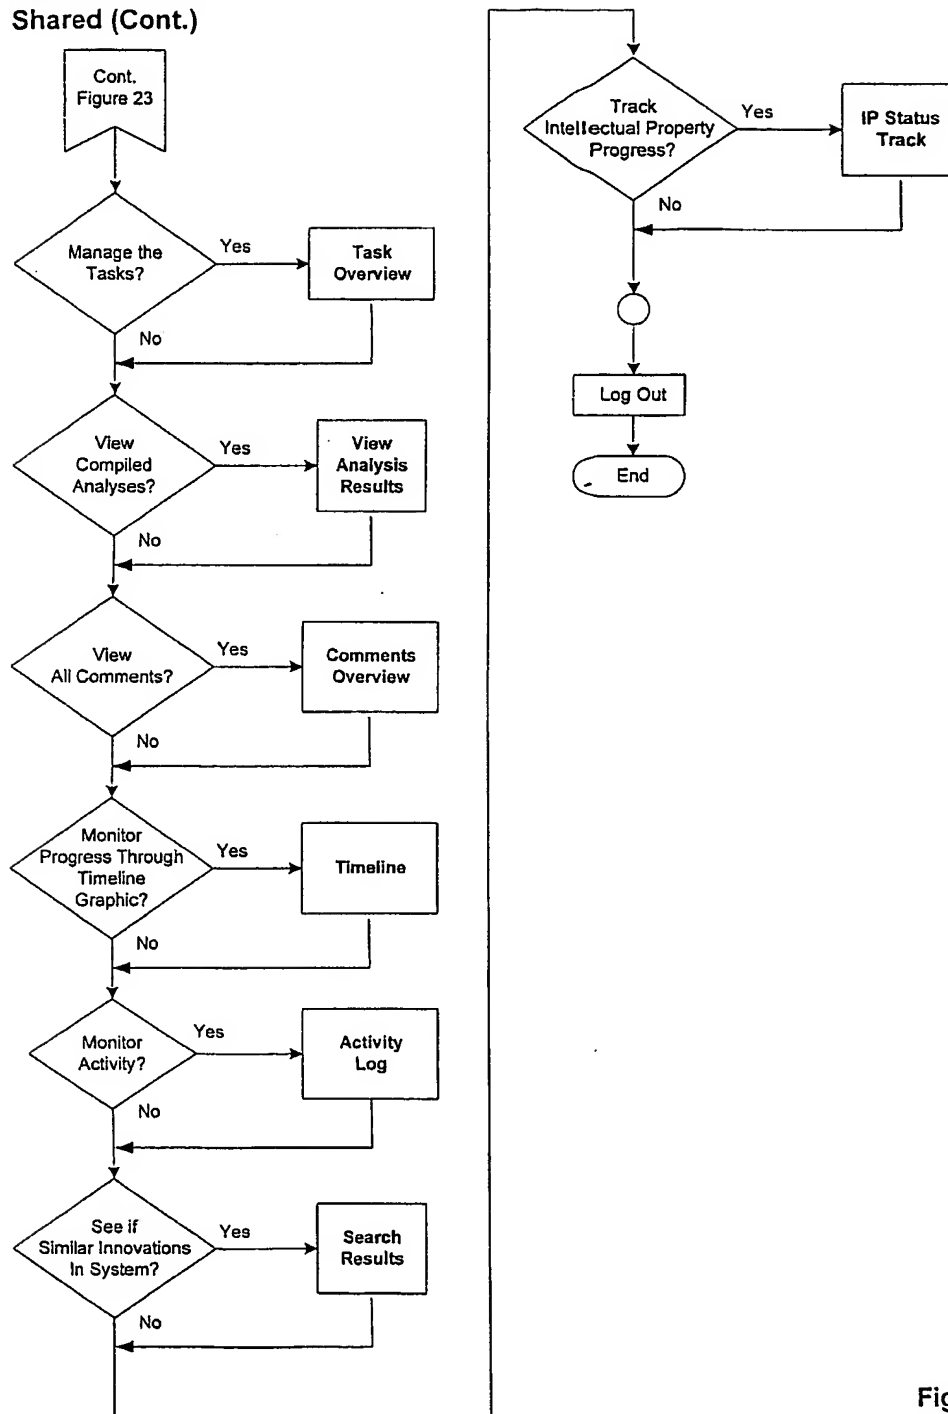 Shared (Cont.)
Cont.
Figure 23
Manage the
Tasks?
Yes
Task
Overview
No
View
Compiled
Analyses?
Yes
View
Analysis
Results
No
View
All Comments?
Yes
Comments
Overview
No
Monitor
Progress Through
Timeline
Graphic?
Yes
Timeline
No
Monitor
Activity?
Yes
Activity
Log
No
See if
Similar Innovations
In System?
Yes
Search
Results
No
Track
Intellectual Property
Progress?
Yes
IP Status
Track
No
Log Out
End
Fig